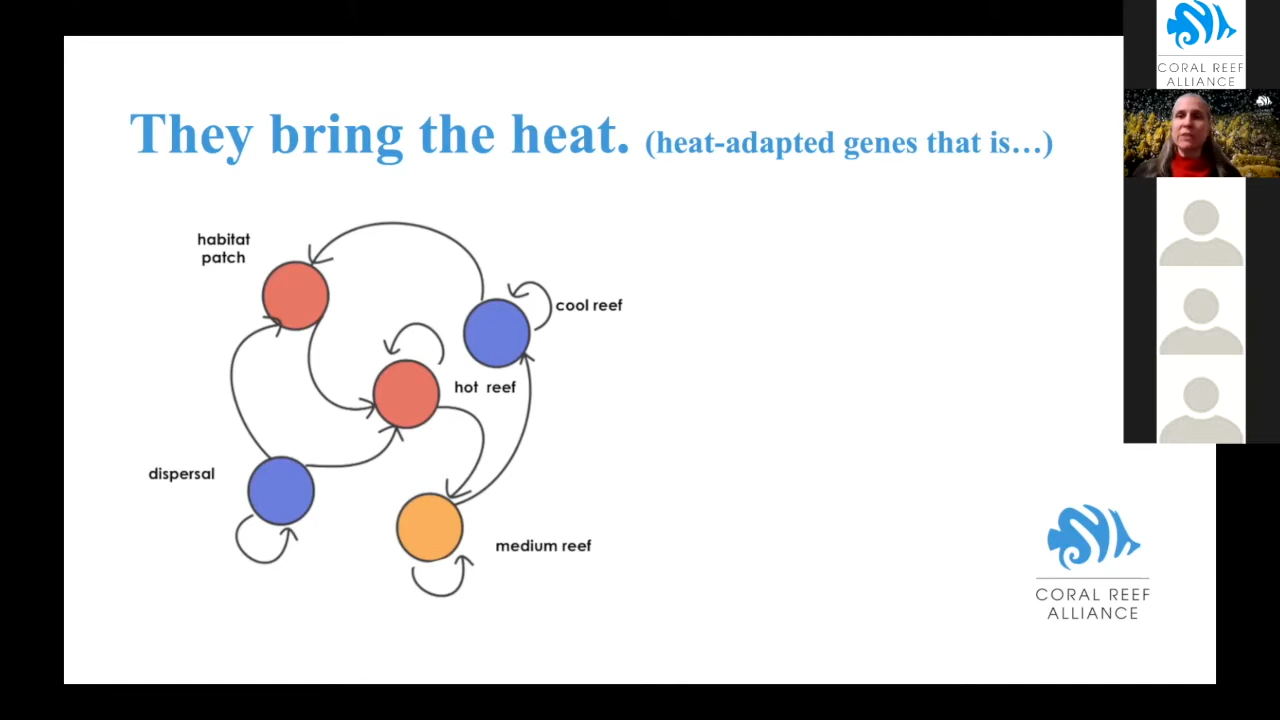 They bring the heat. (heat-adapted genes that is...)
habitat
patch
cool reef
hot reef
dispersal
medium reef
CORAL REEF
ALLIANCE
CORAL REEF
ALLIANCE